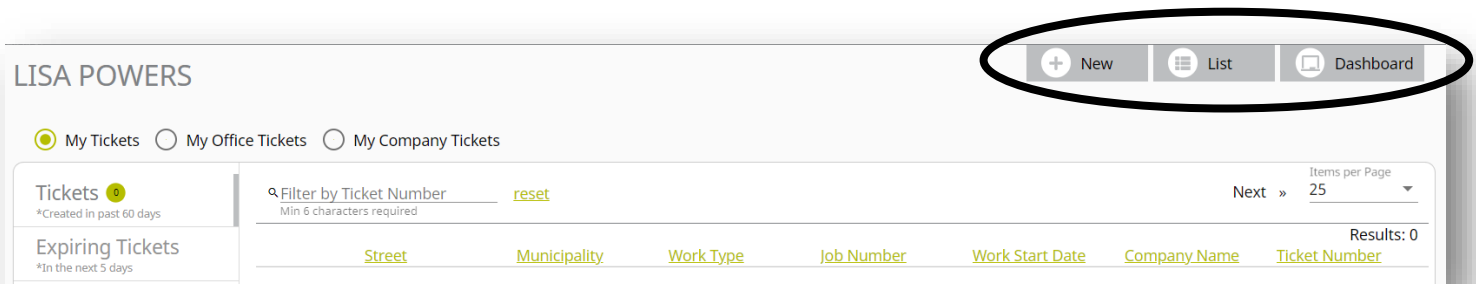 New List Dashboard
LISA POWERS
My Tickets My Office Tickets My Company Tickets
Tickets 0
*Created in past 60 days
Expiring Tickets
*In the next 5 days
Filter by Ticket Number reset
Min 6 characters required
Next »
Items per Page
25
Results: 0
Street Municipality Work Type Job Number Work Start Date Company Name Ticket Number